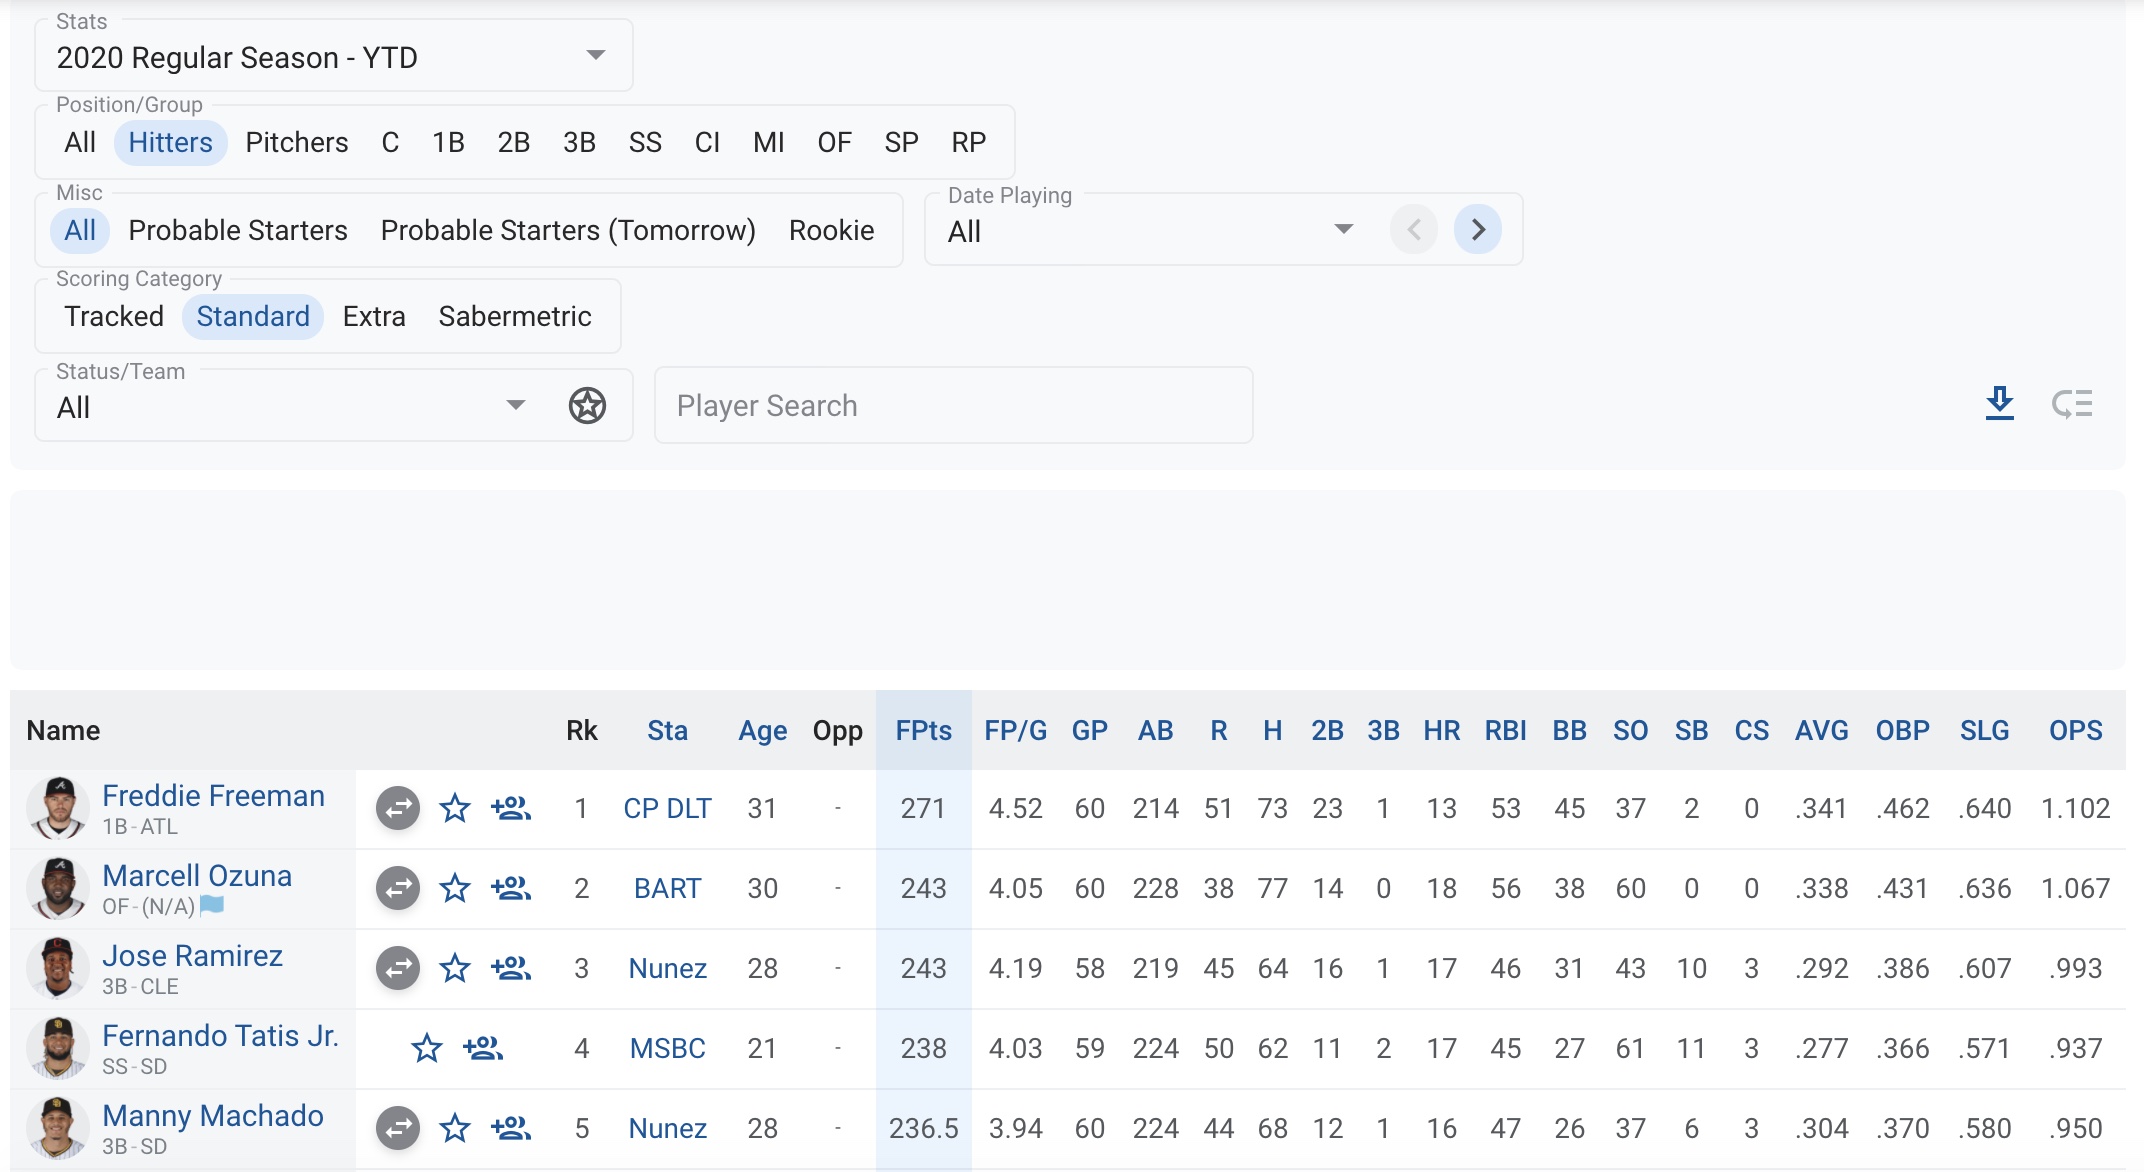 Stats
2020 Regular Season - YTD
Position/Group
All Hitters Pitchers C 1B 2B 3B SS CI MI OF SP RP
Misc
All Probable Starters Probable Starters (Tomorrow) Rookie
Date Playing
All
Scoring Category
Tracked Standard Extra Sabermetric
Status/Team
All
Player Search
Name Rk Sta Age Opp FPts FP/G GP AB R H 2B 3B HR RBI BB SO SB CS AVG OBP SLG OPS
Freddie Freeman
1B - ATL
1 CP DLT 31 - 271 4.52 60 214 51 73 23 1 13 53 45 37 2 0 .341 .462 .640 1.102
Marcell Ozuna
OF - (N/A)
2 BART 30 - 243 4.05 60 228 38 77 14 0 18 56 38 60 0 0 .338 .431 .636 1.067
Jose Ramirez
3B - CLE
3 Nunez 28 - 243 4.19 58 219 45 64 16 1 17 46 31 43 10 3 .292 .386 .607 .993
Fernando Tatis Jr.
SS - SD
4 MSBC 21 - 238 4.03 59 224 50 62 11 2 17 45 27 61 11 3 .277 .366 .571 .937
Manny Machado
3B - SD
5 Nunez 28 - 236.5 3.94 60 224 44 68 12 1 16 47 26 37 6 3 .304 .370 .580 .950